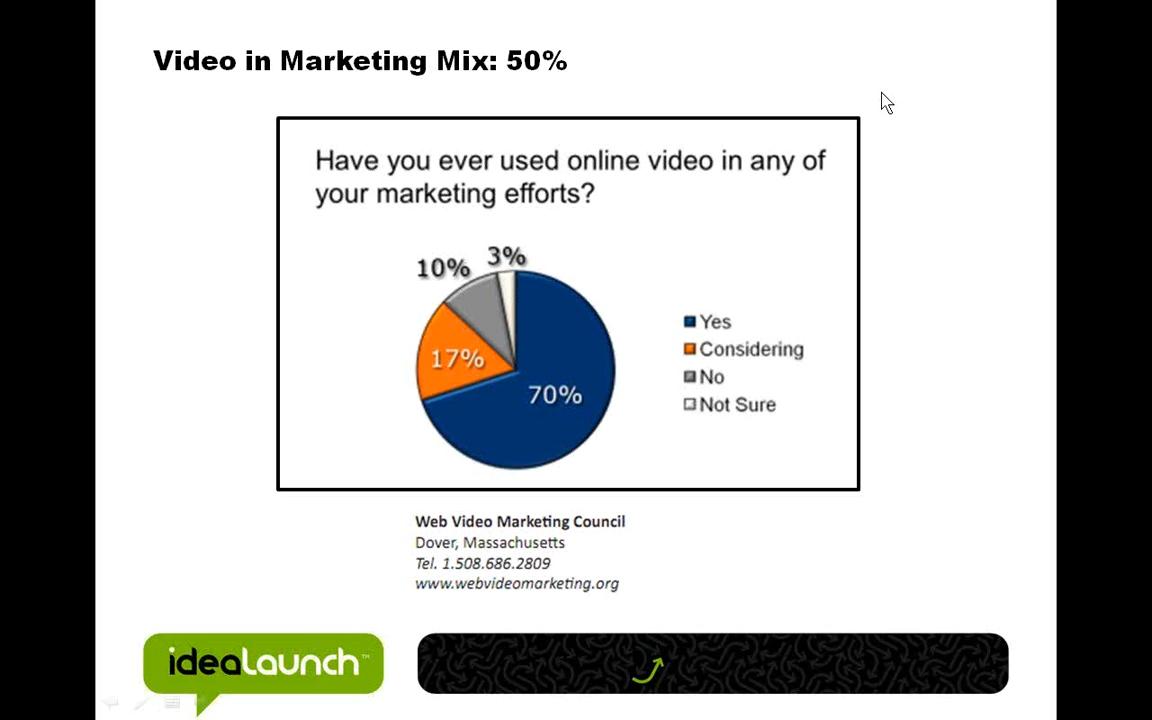 Video in Marketing Mix: 50%
Have you ever used online video in any of
your marketing efforts?
10%
3%
17%
70%
Yes
Considering
No
Not Sure
Web Video Marketing Council
Dover, Massachusetts
Tel. 1.508.686.2809
www.webvideomarketing.org
idealaunch™